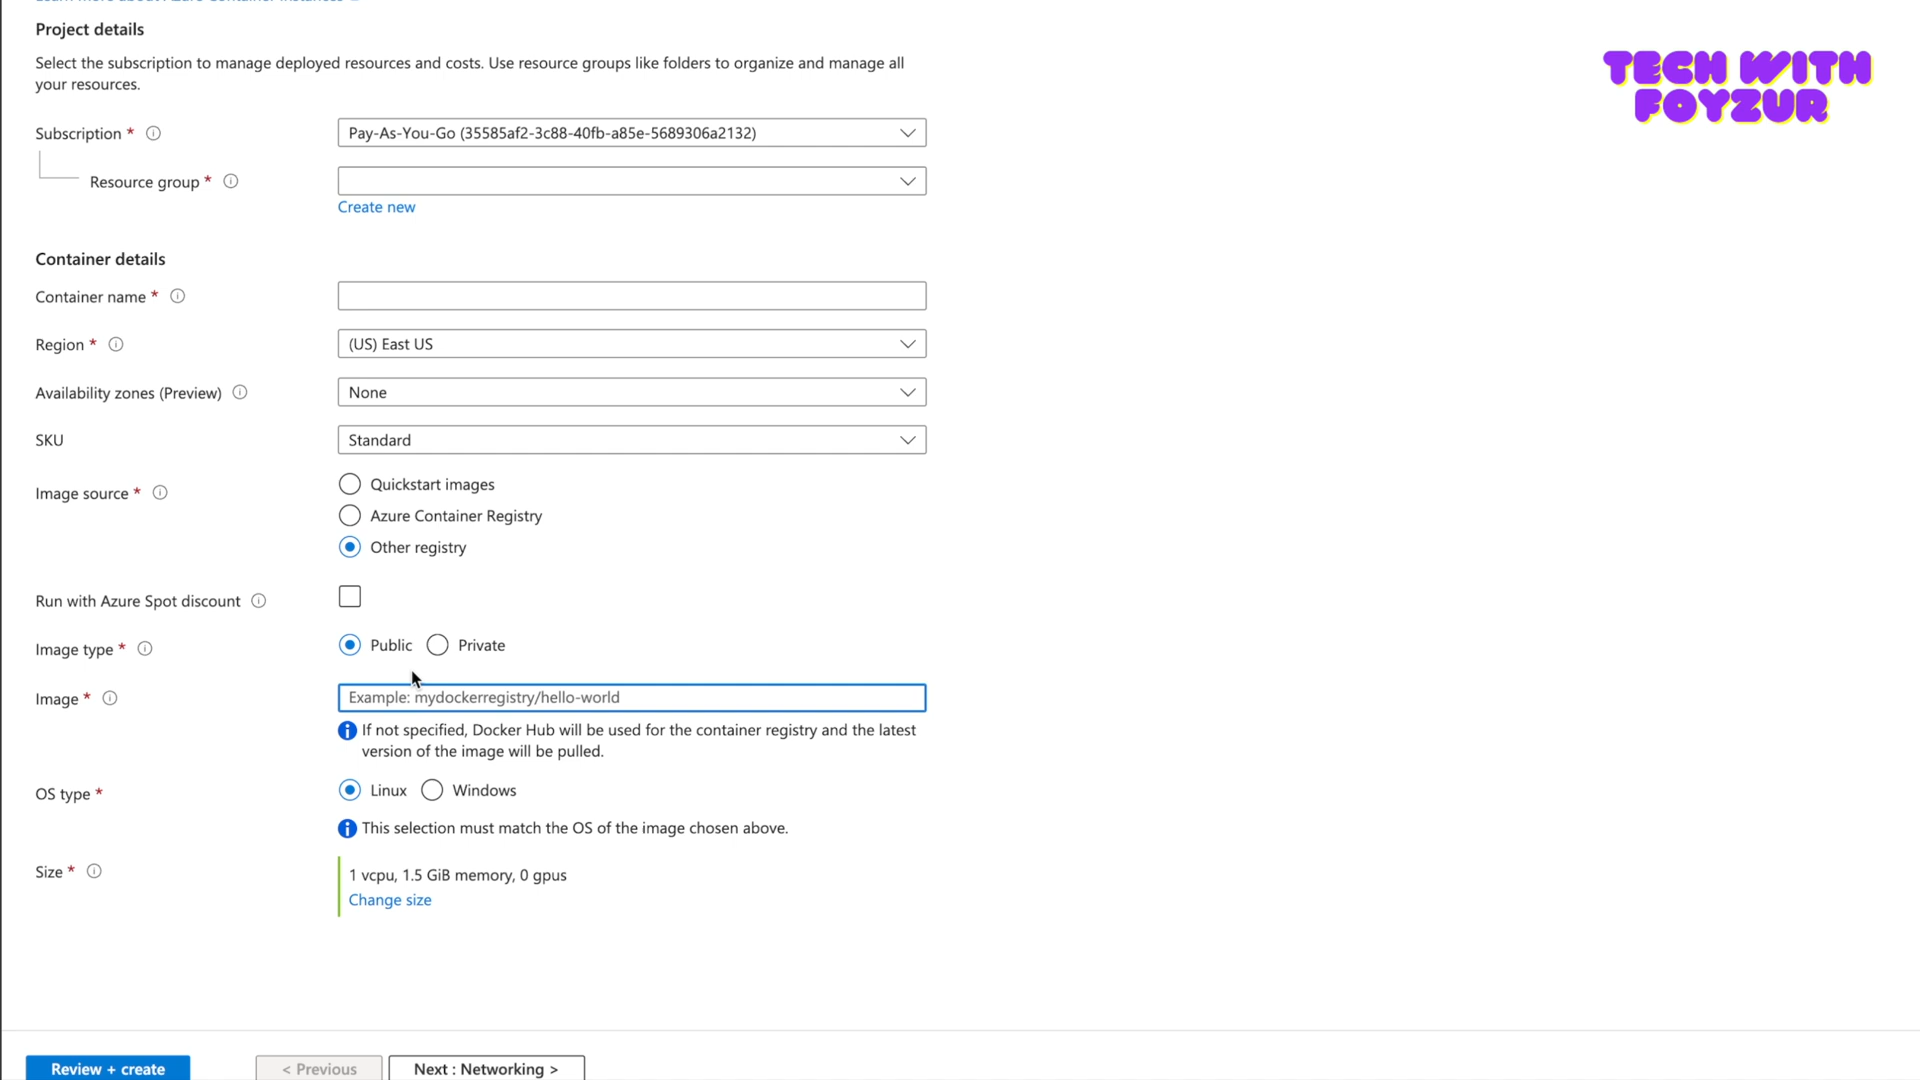 Project details
TECH WITH
FOYZUR
Select the subscription to manage deployed resources and costs. Use resource groups like folders to organize and manage all
your resources.
Subscription *
Pay-As-You-Go (35585af2-3c88-40fb-a85e-5689306a2132)
Resource group *
Create new
Container details
Container name *
Region *
(US) East US
Availability zones (Preview)
None
SKU
Standard
Image source *
Quickstart images
Azure Container Registry
Other registry
Run with Azure Spot discount
Image type *
Public
Private
Image *
Example: mydockerregistry/hello-world
If not specified, Docker Hub will be used for the container registry and the latest
version of the image will be pulled.
OS type *
Linux
Windows
This selection must match the OS of the image chosen above.
Size *
1 vcpu, 1.5 GiB memory, 0 gpus
Change size
Review + create
< Previous
Next : Networking >